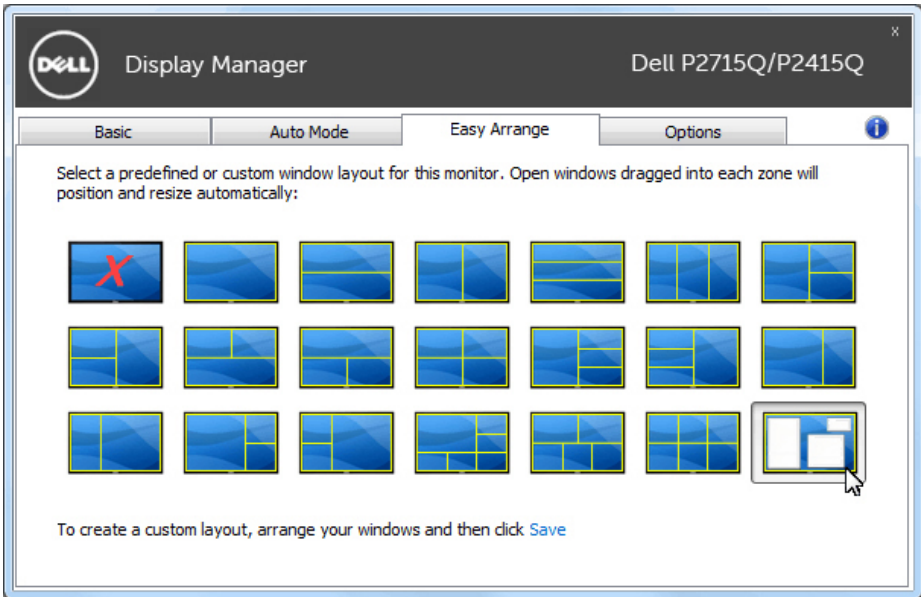 DELL Display Manager Dell P2715Q/P2415Q x
Basic Auto Mode Easy Arrange Options i
Select a predefined or custom window layout for this monitor. Open windows dragged into each zone will
position and resize automatically:
X
To create a custom layout, arrange your windows and then click Save